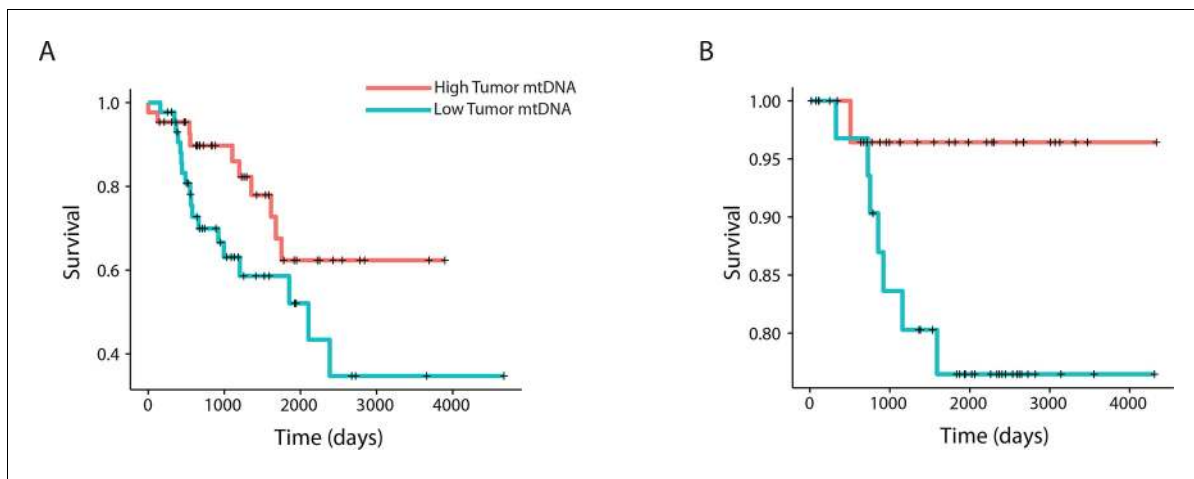 A
High Tumor mtDNA
Low Tumor mtDNA
Survival
1.0
0.8
0.6
0.4
0 1000 2000 3000 4000
Time (days)
B
Survival
1.00
0.95
0.90
0.85
0.80
0 1000 2000 3000 4000
Time (days)